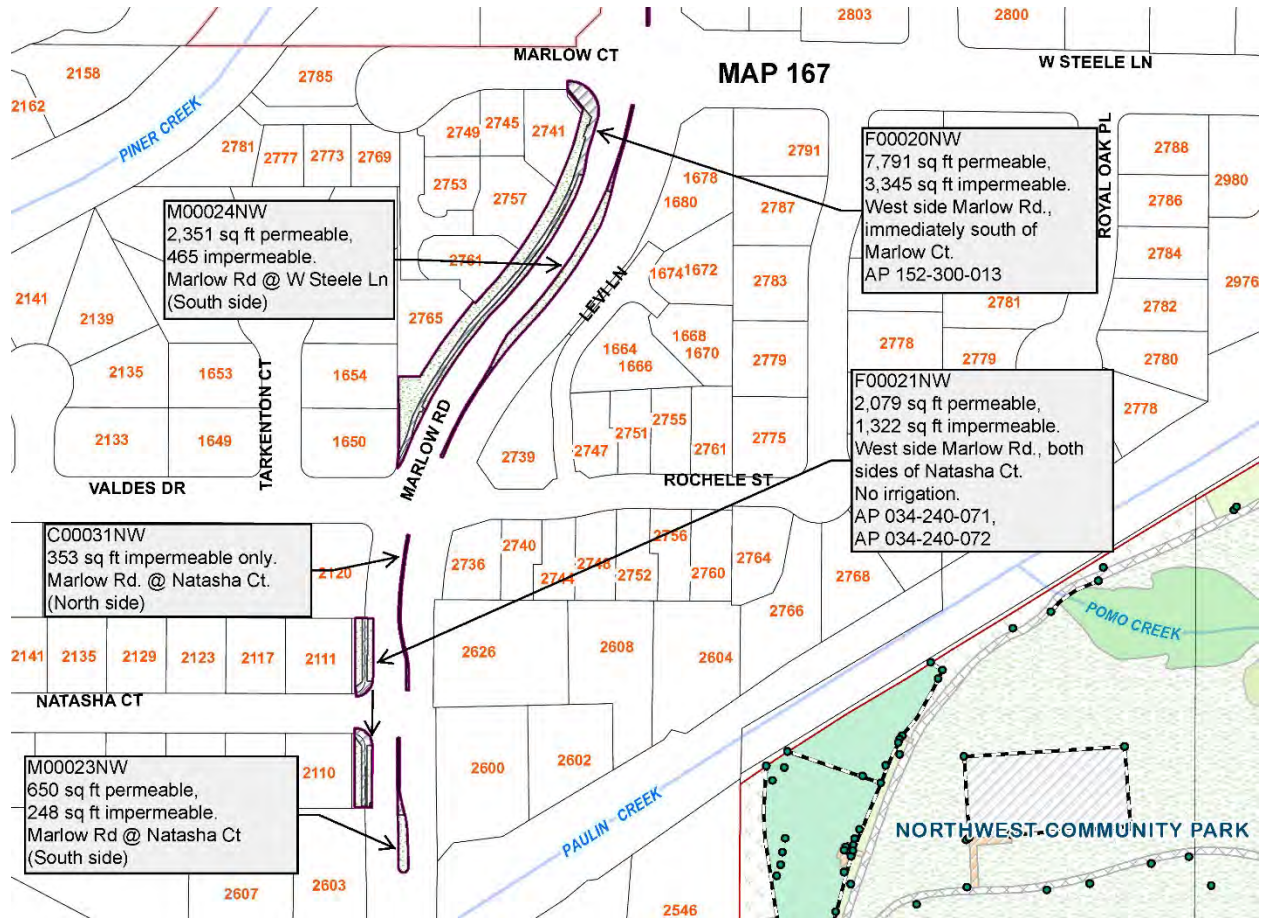 2803
2800
MARLOW CT
W STEELE LN
MAP 167
2158
2785
2162
PINER CREEK
2749
2745
2741
2781
2777
2773
2769
2753
2757
2761
2765
1678
1680
2791
2787
1674
1672
2783
1668
1670
1664
1666
2779
2775
ROYAL OAK PL
2788
2786
2784
2782
2780
2778
2980
2976
2781
2778
2779
F00020NW
7,791 sq ft permeable,
3,345 sq ft impermeable.
West side Marlow Rd.,
immediately south of
Marlow Ct.
AP 152-300-013
M00024NW
2,351 sq ft permeable,
465 impermeable.
Marlow Rd @ W Steele Ln
(South side)
LEVI LN
2141
2139
2135
2133
1653
1649
1654
1650
TARKENTON CT
VALDES DR
MARLOW RD
2739
2747
2751
2755
2761
ROCHELE ST
F00021NW
2,079 sq ft permeable,
1,322 sq ft impermeable.
West side Marlow Rd., both
sides of Natasha Ct.
No irrigation.
AP 034-240-071,
AP 034-240-072
C00031NW
353 sq ft impermeable only.
Marlow Rd. @ Natasha Ct.
(North side)
2120
2736
2740
2744
2748
2752
2756
2760
2764
2768
2766
2141
2135
2129
2123
2117
2111
2626
2608
2604
NATASHA CT
POMO CREEK
M00023NW
650 sq ft permeable,
248 sq ft impermeable.
Marlow Rd @ Natasha Ct
(South side)
2110
2600
2602
2607
2603
2546
PAULIN CREEK
NORTHWEST COMMUNITY PARK